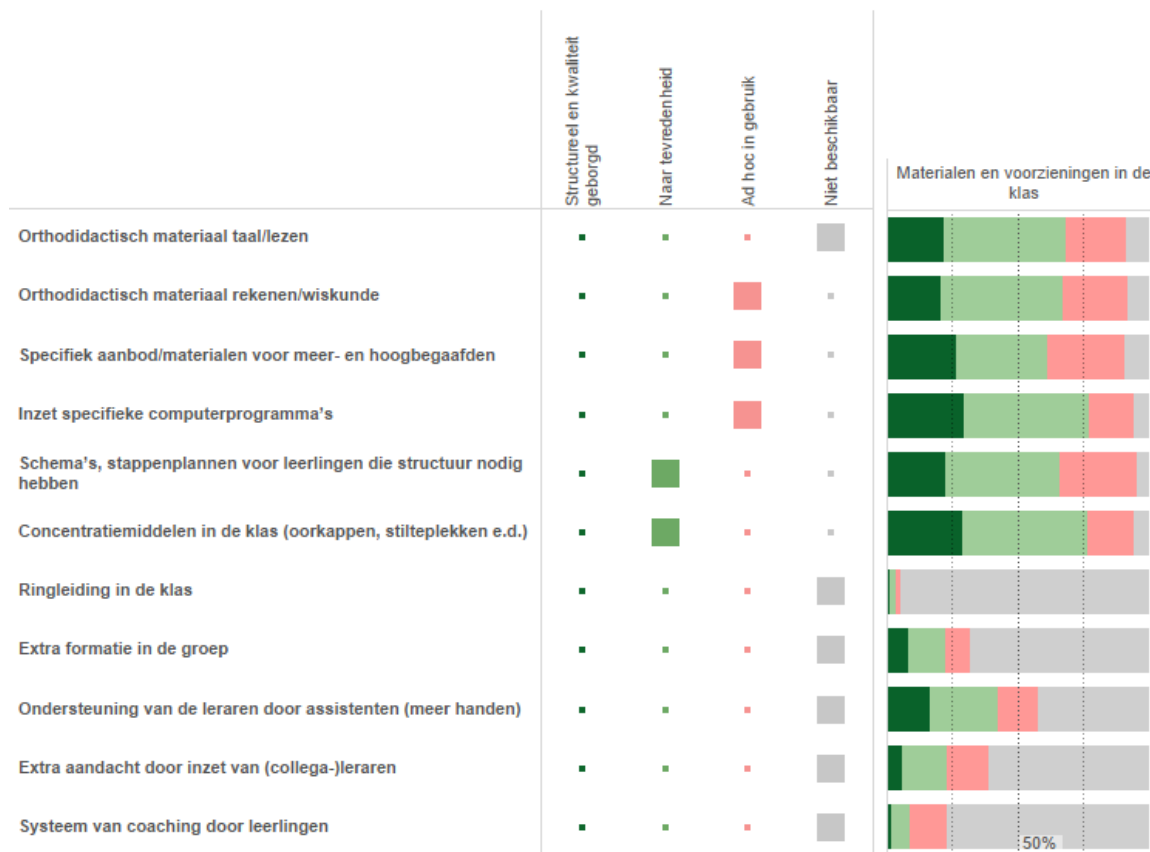 Structureel en kwaliteit
geborgd
Naar tevredenheid
Ad hoc in gebruik
Niet beschikbaar
Materialen en voorzieningen in de
klas
Orthodidactisch materiaal taal/lezen
Orthodidactisch materiaal rekenen/wiskunde
Specifiek aanbod/materialen voor meer- en hoogbegaafden
Inzet specifieke computerprogramma's
Schema's, stappenplannen voor leerlingen die structuur nodig
hebben
Concentratiemiddelen in de klas (oorkappen, stilteplekken e.d.)
Ringleiding in de klas
Extra formatie in de groep
Ondersteuning van de leraren door assistenten (meer handen)
Extra aandacht door inzet van (collega-)leraren
Systeem van coaching door leerlingen
50%